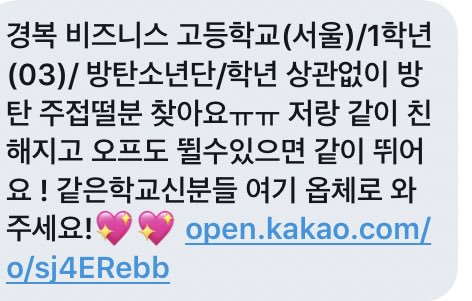 경복 비즈니스 고등학교(서울)/1학년
(03)/ 방탄소년단/학년 상관없이 방
탄 주접떨분 찾아요ㅠㅠ 저랑 같이 친
해지고 오프도 뛸수있으면 같이 뛰어
요 ! 같은학교신분들 여기 옵체로 와
주세요!💖💖 open.kakao.com/
o/sj4ERebb